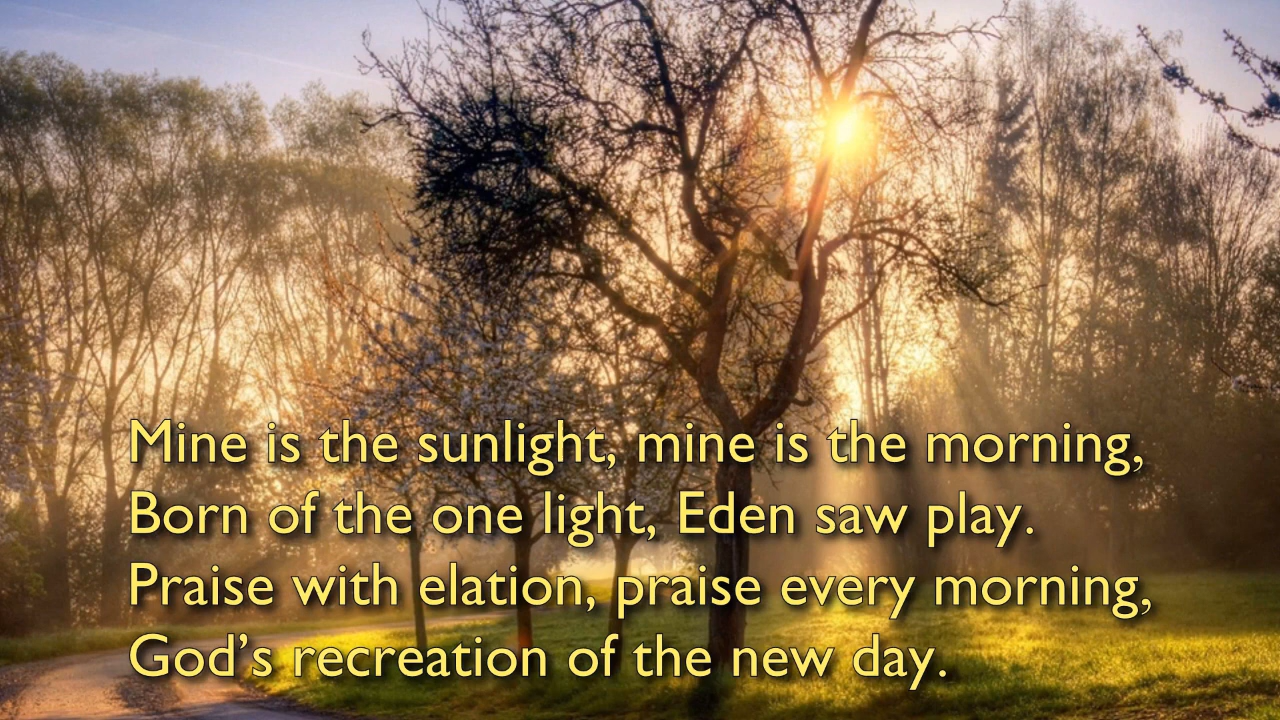 Mine is the sunlight, mine is the morning,
Born of the one light, Eden saw play.
Praise with elation, praise every morning,
God’s recreation of the new day.